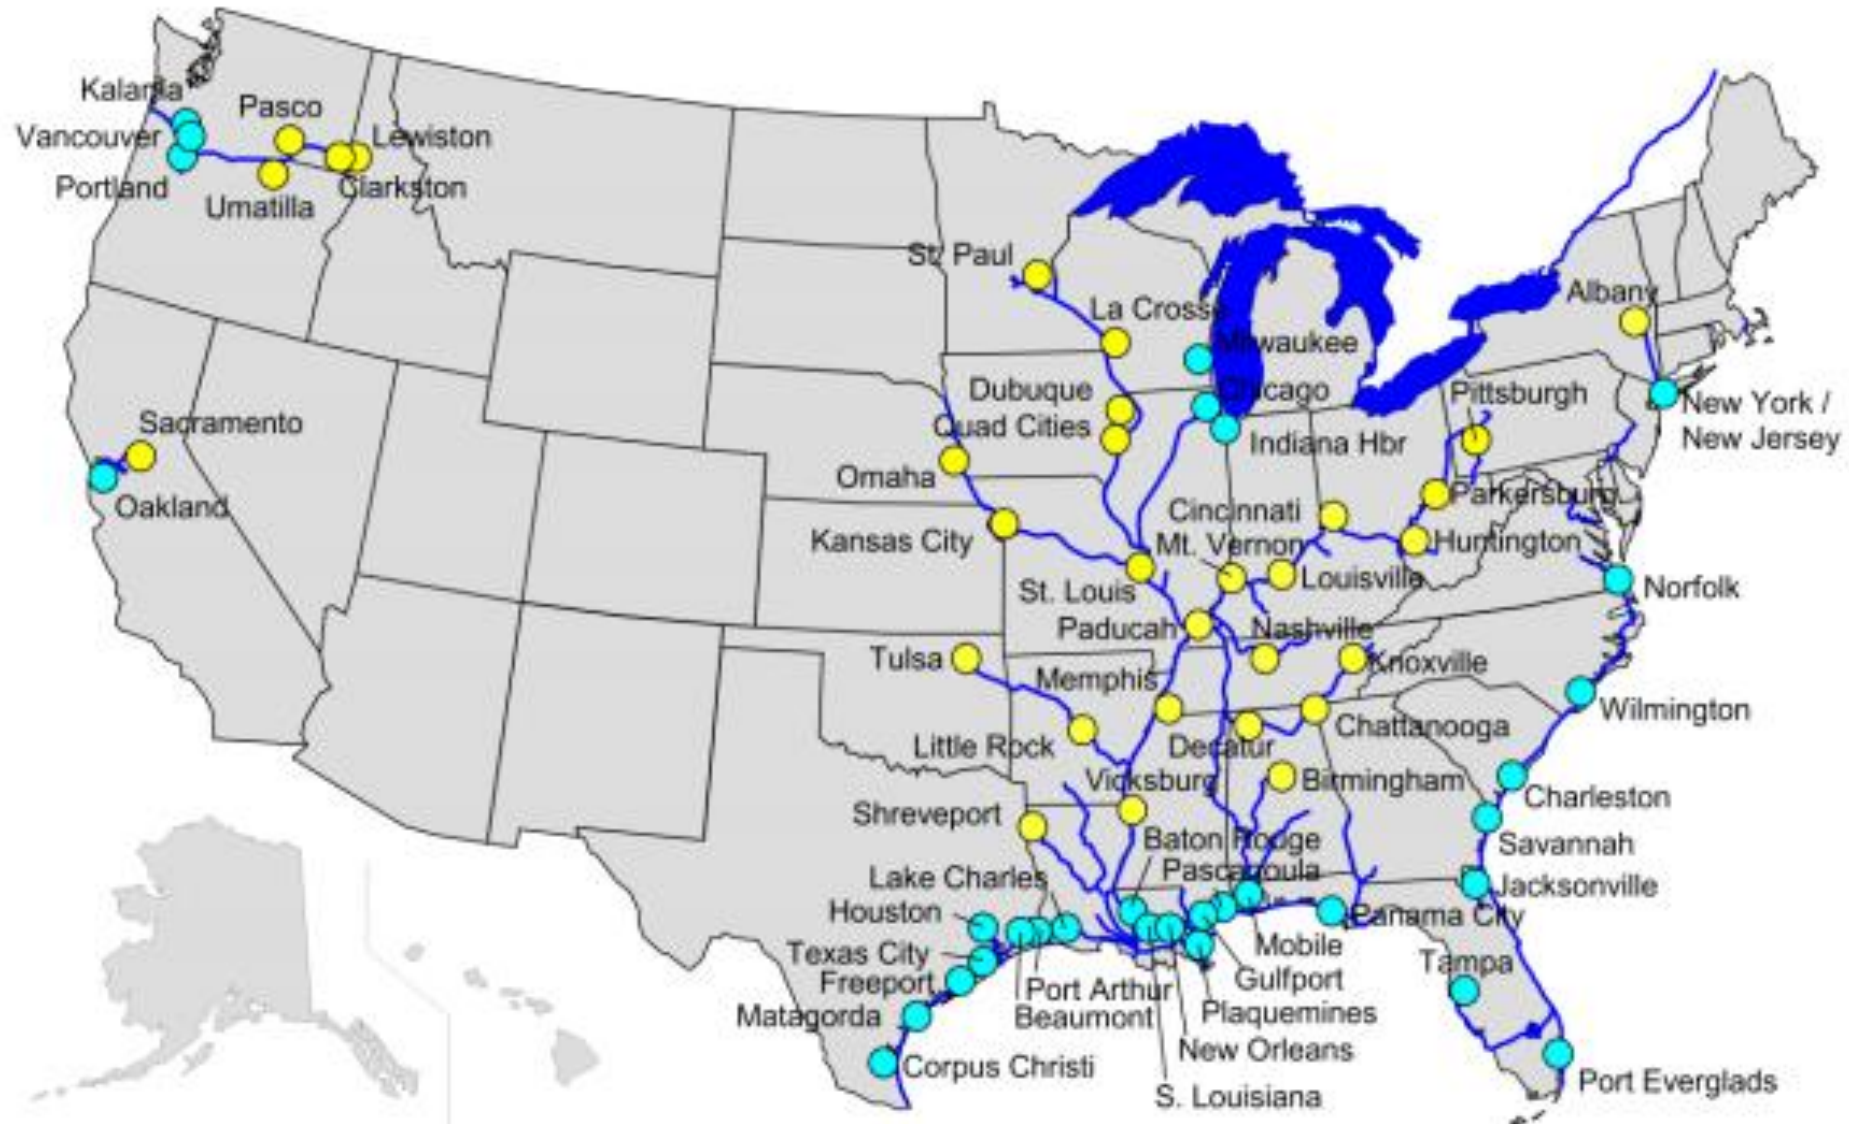 Kalama
Pasco
Vancouver
Lewiston
Portland
Clarkston
Umatilla
St. Paul
Albany
La Crosse
Milwaukee
Dubuque
Chicago
Pittsburgh
New York /
New Jersey
Sacramento
Quad Cities
Indiana Hbr
Omaha
Parkersburg
Oakland
Cincinnati
Kansas City
Mt. Vernon
Huntington
Louisville
Norfolk
St. Louis
Paducah
Nashville
Tulsa
Knoxville
Memphis
Wilmington
Chattanooga
Little Rock
Decatur
Vicksburg
Birmingham
Charleston
Shreveport
Baton Rouge
Savannah
Pascagoula
Lake Charles
Jacksonville
Houston
Panama City
Mobile
Texas City
Tampa
Gulfport
Freeport
Port Arthur
Plaquemines
Matagorda
Beaumont
New Orleans
Corpus Christi
Port Everglads
S. Louisiana